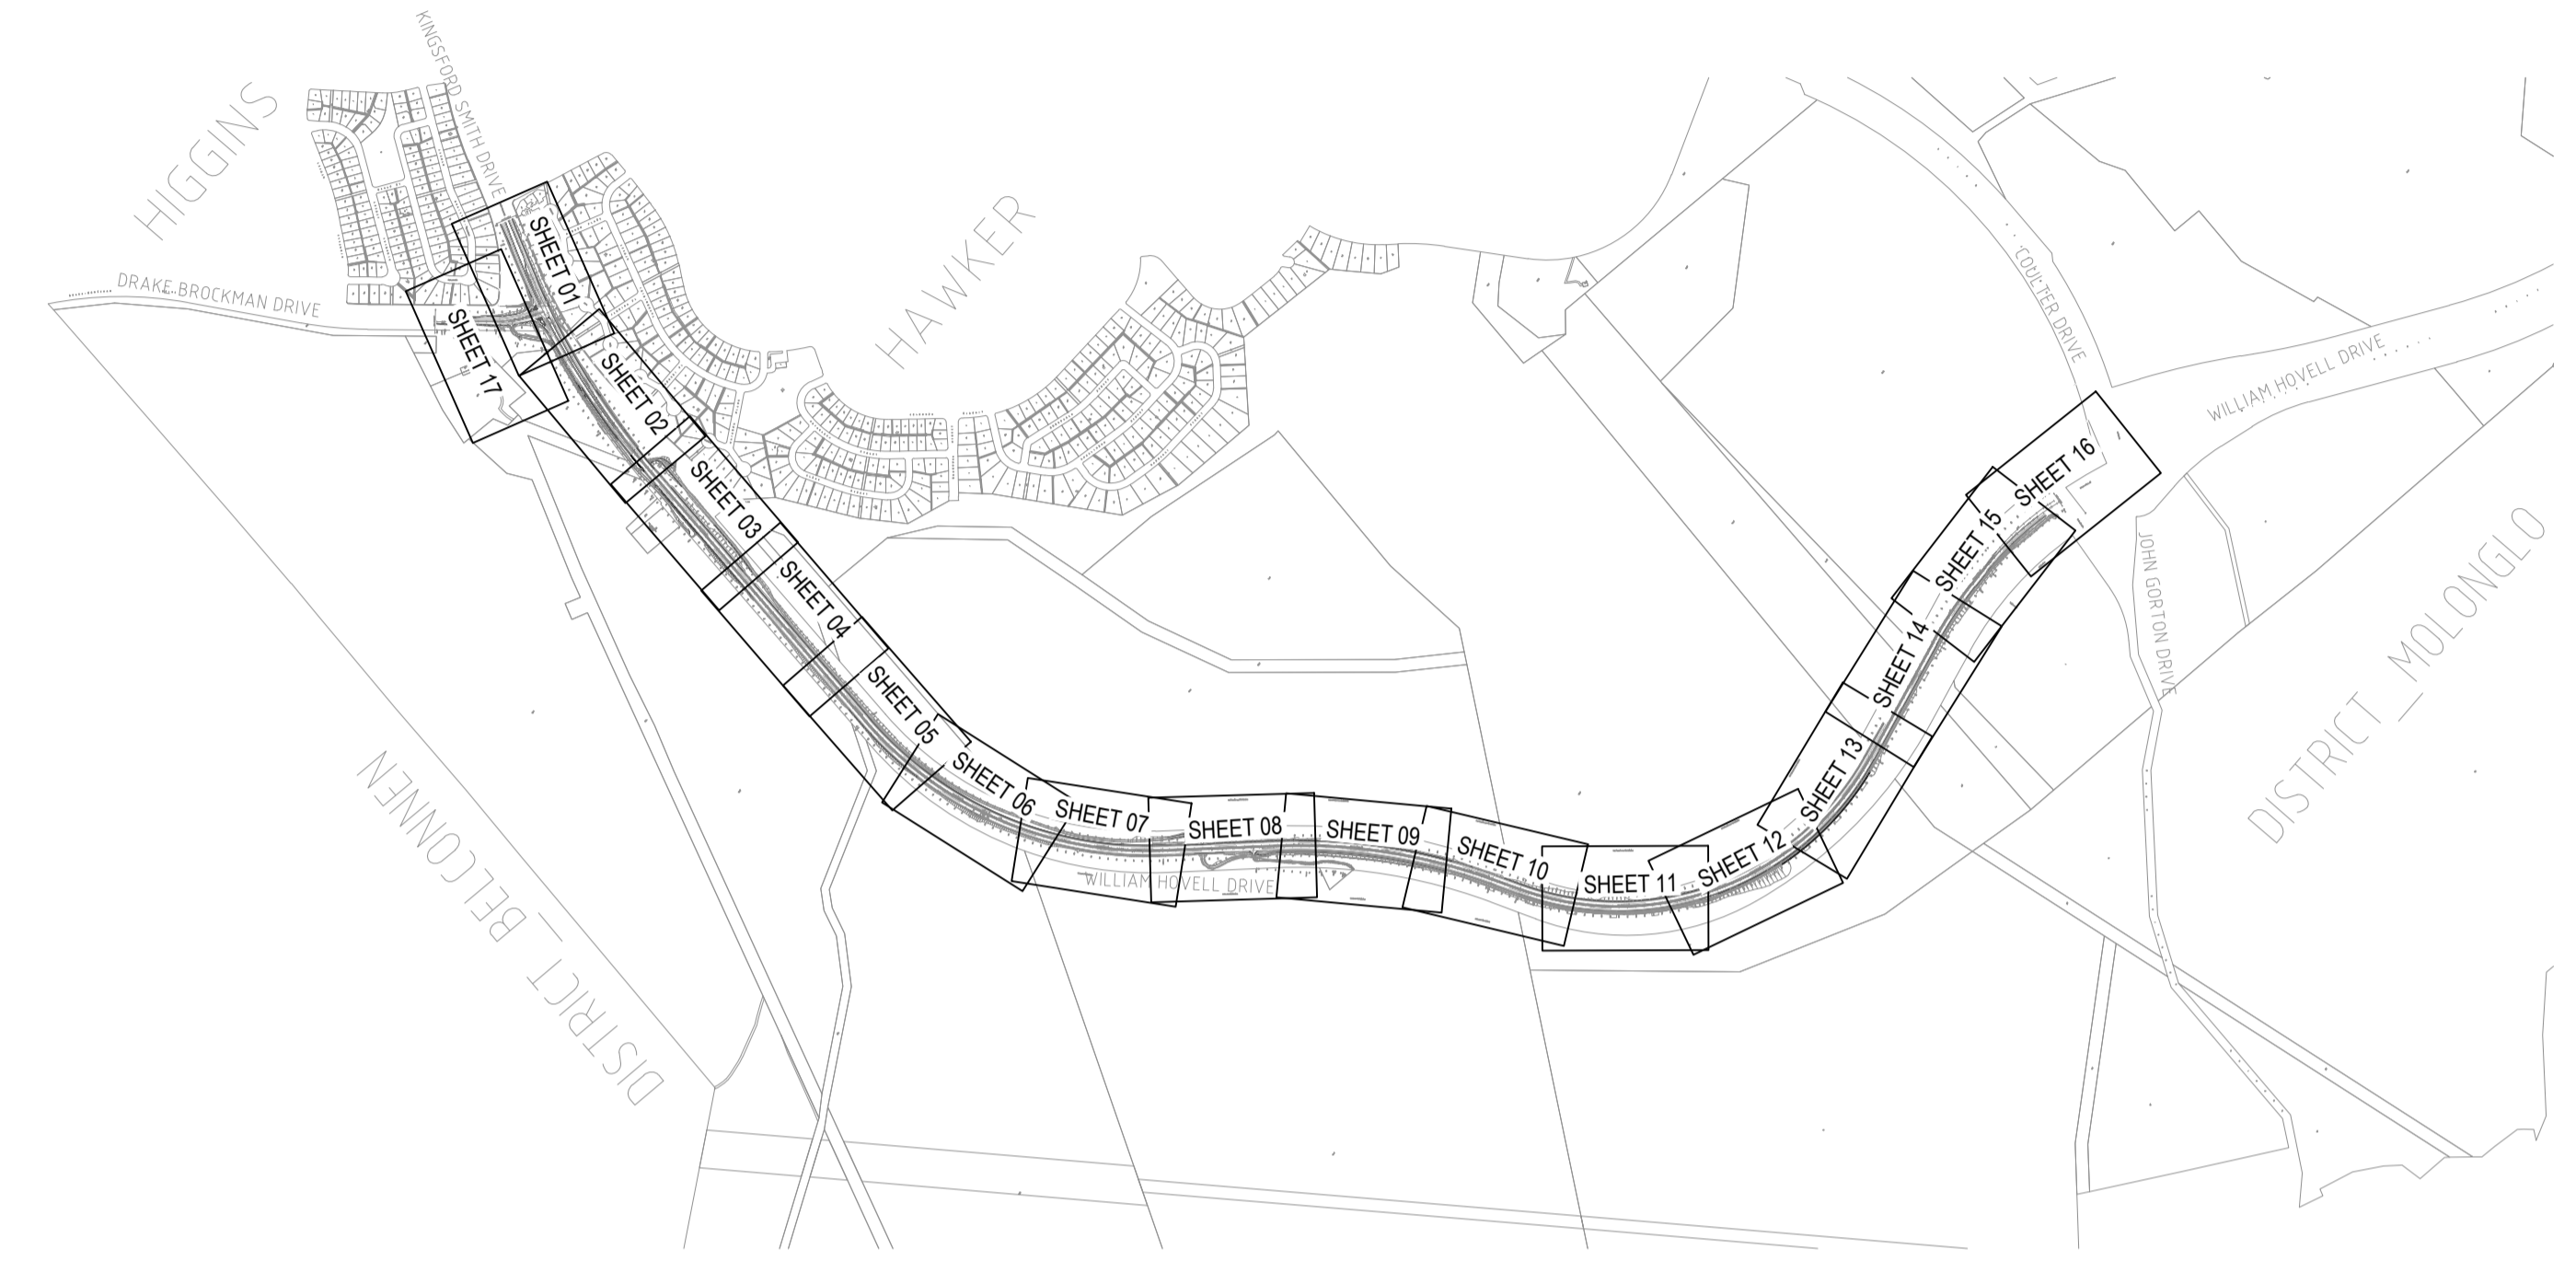 KINGSFORD SMITH DRIVE
HIGGINS
HAWKER
DRAKE BROCKMAN DRIVE
SHEET 01
SHEET 17
SHEET 02
SHEET 03
SHEET 04
SHEET 05
SHEET 06
SHEET 07
SHEET 08
SHEET 09
SHEET 10
SHEET 11
SHEET 12
SHEET 13
SHEET 14
SHEET 15
SHEET 16
WILLIAM HOVELL DRIVE
COULTER DRIVE
WILLIAM HOVELL DRIVE
JOHN GORTON DRIVE
DISTRICT_BELCONNEN
DISTRICT_MOLONGLO